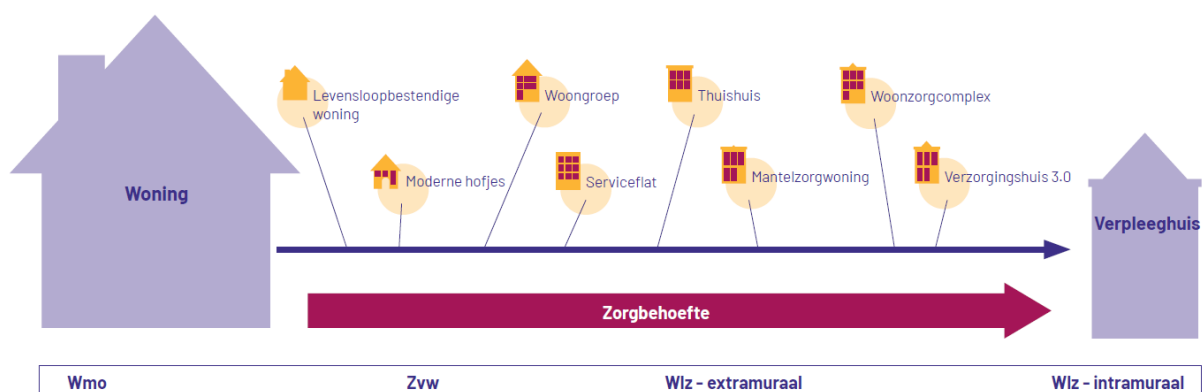 Levensloopbestendige
woning
Woongroep
Thuishuis
Woonzorgcomplex
Moderne hofjes
Serviceflat
Mantelzorgwoning
Verzorgingshuis 3.0
Woning
Verpleeghuis
Zorgbehoefte
Wmo
Zvw
Wlz - extramuraal
Wlz - intramuraal